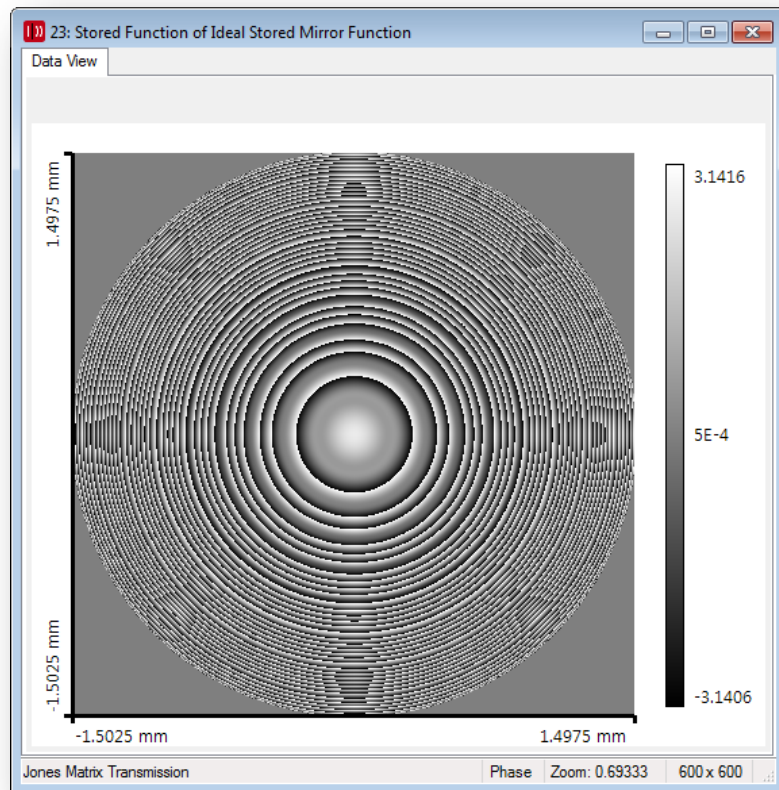 23: Stored Function of Ideal Stored Mirror Function
Data View
1.4975 mm
-1.5025 mm
3.1416
5E-4
-3.1406
-1.5025 mm
1.4975 mm
Jones Matrix Transmission
Phase
Zoom: 0.69333
600 x 600